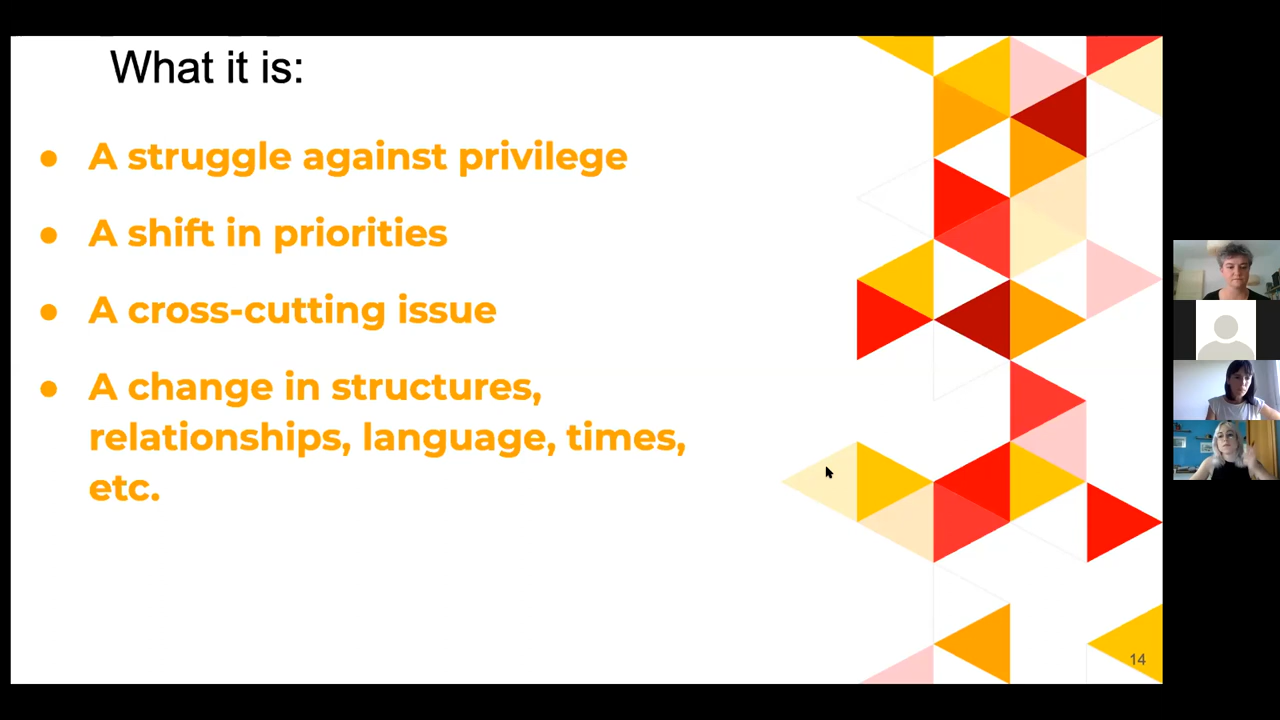 What it is:
● A struggle against privilege
● A shift in priorities
● A cross-cutting issue
● A change in structures,
relationships, language, times,
etc.
14